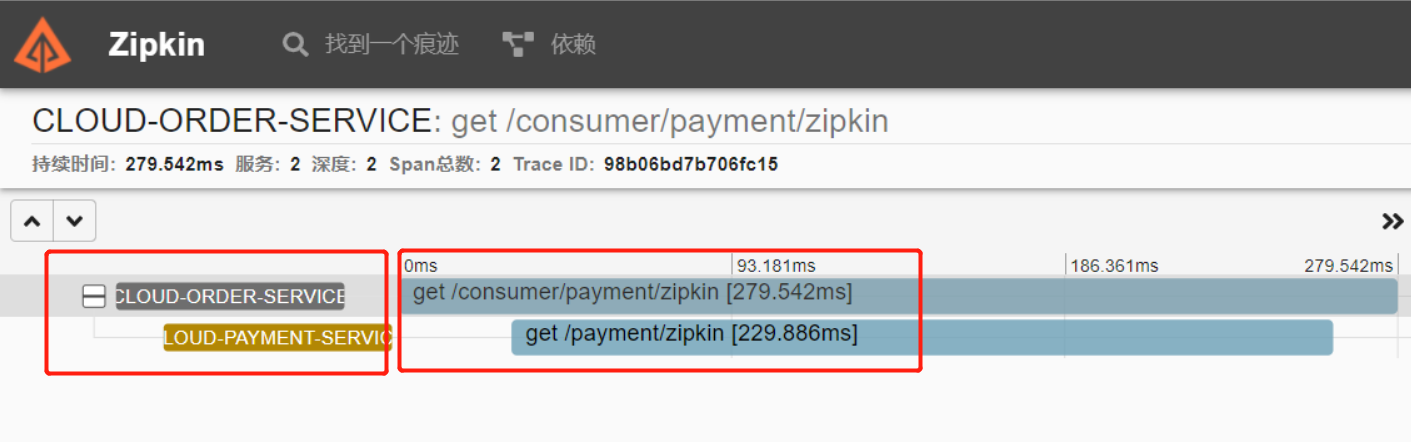 Zipkin 找到一个痕迹 依赖
CLOUD-ORDER-SERVICE: get /consumer/payment/zipkin
持续时间: 279.542ms 服务: 2 深度: 2 Span总数: 2 Trace ID: 98b06bd7b706fc15
0ms 93.181ms 186.361ms 279.542ms
CLOUD-ORDER-SERVICE get /consumer/payment/zipkin [279.542ms]
LOUD-PAYMENT-SERVIC get /payment/zipkin [229.886ms]